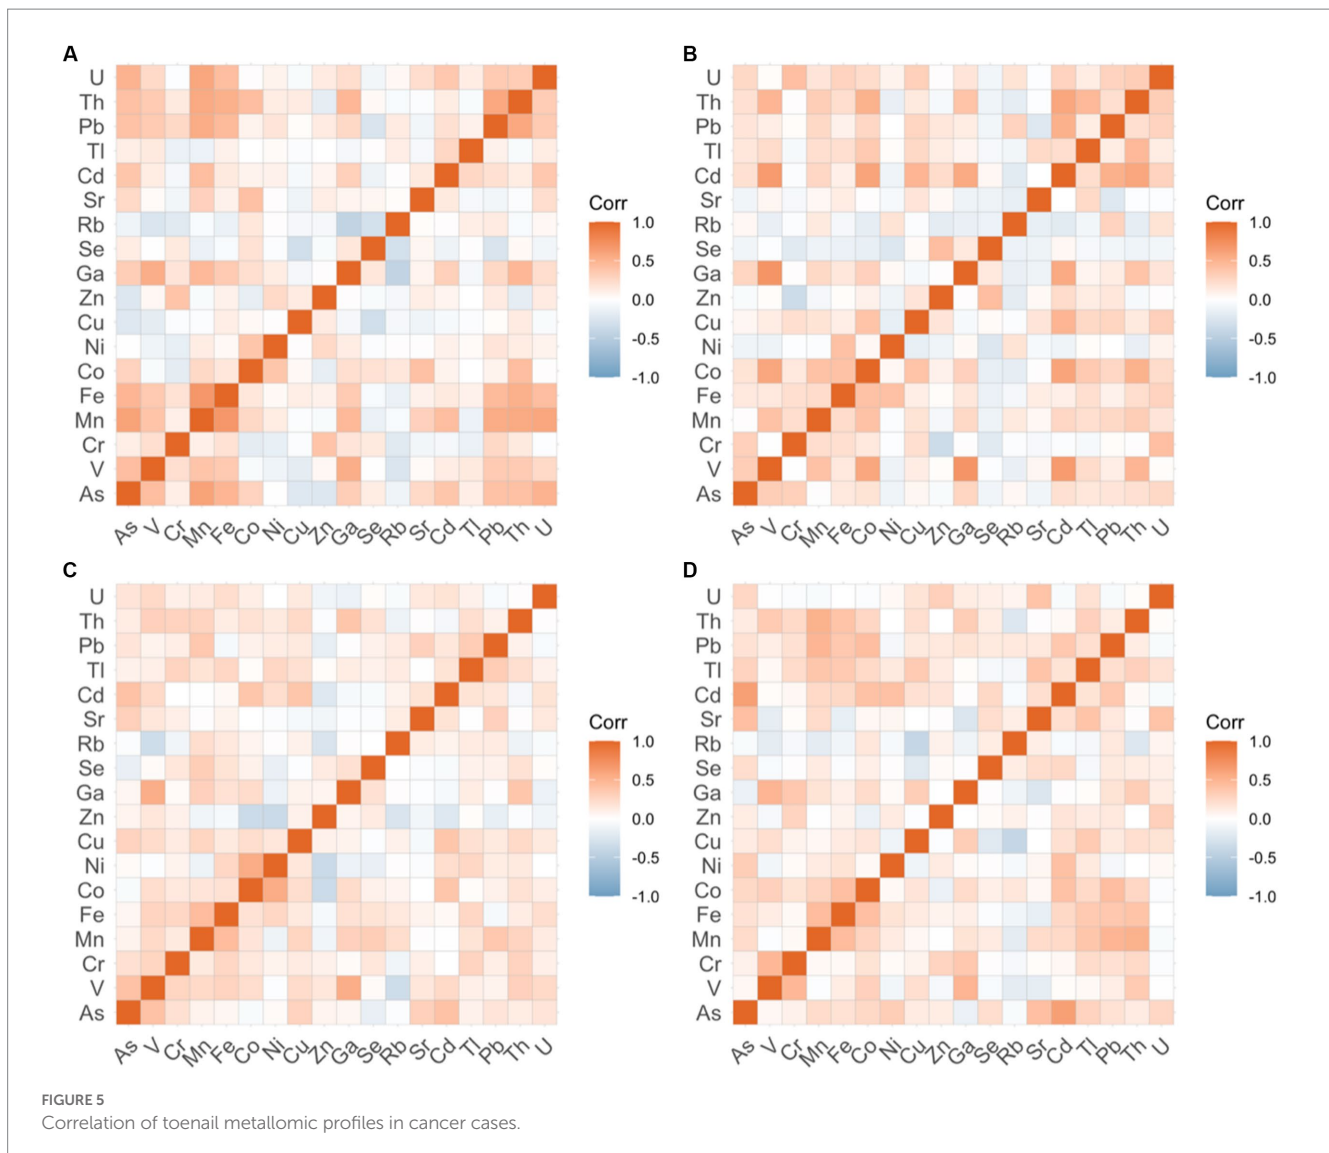 A
U
Th
Pb
Tl
Cd
Sr
Rb
Se
Ga
Zn
Cu
Ni
Co
Fe
Mn
Cr
V
As
As V Cr Mn Fe Co Ni Cu Zn Ga Se Rb Sr Cd Tl Pb Th U
Corr
1.0
0.5
0.0
-0.5
-1.0
B
U
Th
Pb
Tl
Cd
Sr
Rb
Se
Ga
Zn
Cu
Ni
Co
Fe
Mn
Cr
V
As
As V Cr Mn Fe Co Ni Cu Zn Ga Se Rb Sr Cd Tl Pb Th U
Corr
1.0
0.5
0.0
-0.5
-1.0
C
U
Th
Pb
Tl
Cd
Sr
Rb
Se
Ga
Zn
Cu
Ni
Co
Fe
Mn
Cr
V
As
As V Cr Mn Fe Co Ni Cu Zn Ga Se Rb Sr Cd Tl Pb Th U
Corr
1.0
0.5
0.0
-0.5
-1.0
D
U
Th
Pb
Tl
Cd
Sr
Rb
Se
Ga
Zn
Cu
Ni
Co
Fe
Mn
Cr
V
As
As V Cr Mn Fe Co Ni Cu Zn Ga Se Rb Sr Cd Tl Pb Th U
Corr
1.0
0.5
0.0
-0.5
-1.0
FIGURE 5
Correlation of toenail metallomic profiles in cancer cases.